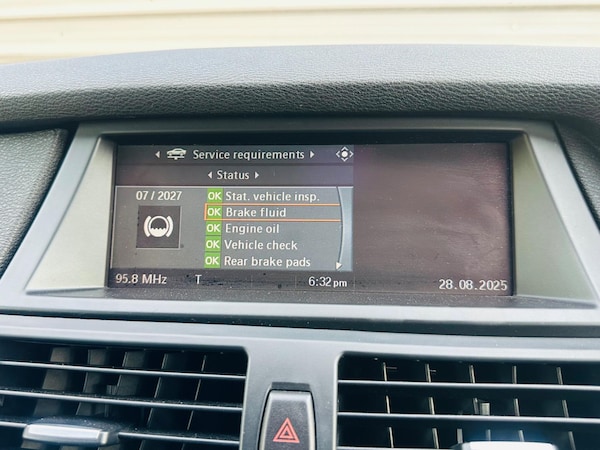 Service requirements
Status
07 / 2027
OK Stat. vehicle insp.
OK Brake fluid
OK Engine oil
OK Vehicle check
OK Rear brake pads
95.8 MHz T 6:32 pm 28.08.2025